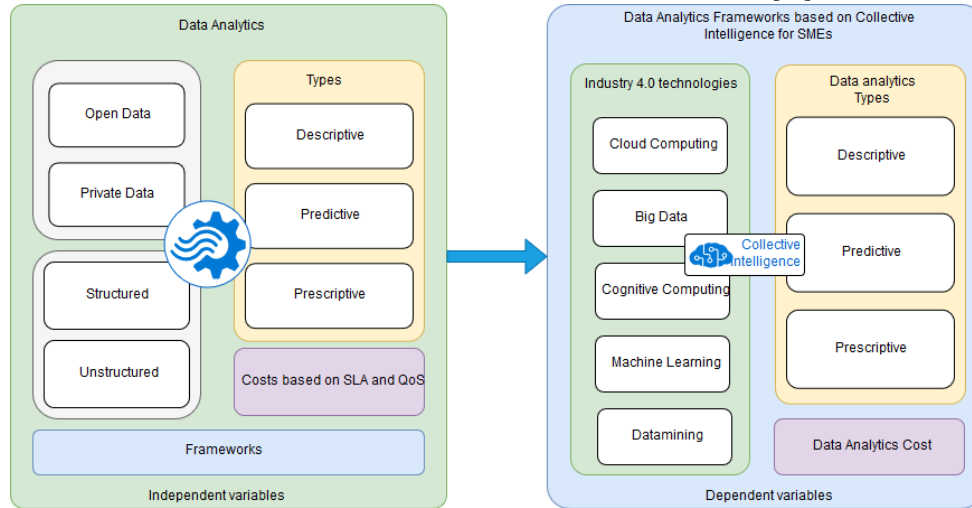 Data Analytics
Open Data
Private Data
Structured
Unstructured
Types
Descriptive
Predictive
Prescriptive
Costs based on SLA and QoS
Frameworks
Independent variables
Data Analytics Frameworks based on Collective
Intelligence for SMEs
Industry 4.0 technologies
Cloud Computing
Big Data
Cognitive Computing
Machine Learning
Datamining
Collective
Intelligence
Data analytics
Types
Descriptive
Predictive
Prescriptive
Data Analytics Cost
Dependent variables